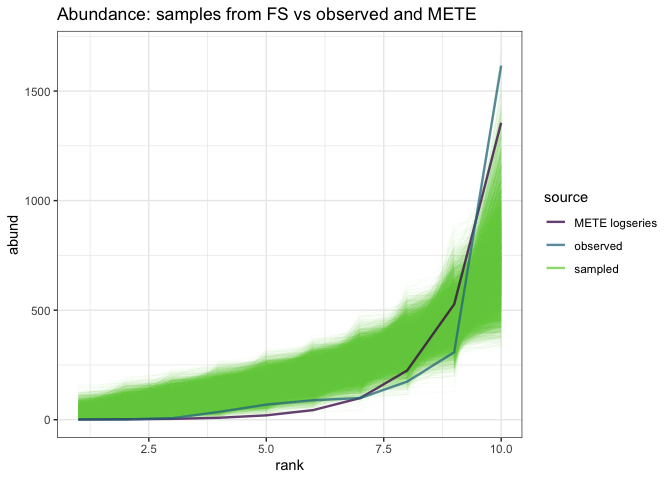 Abundance: samples from FS vs observed and METE
1500
1000
500
0
abund
2.5
5.0
7.5
10.0
rank
source
METE logseries
observed
sampled